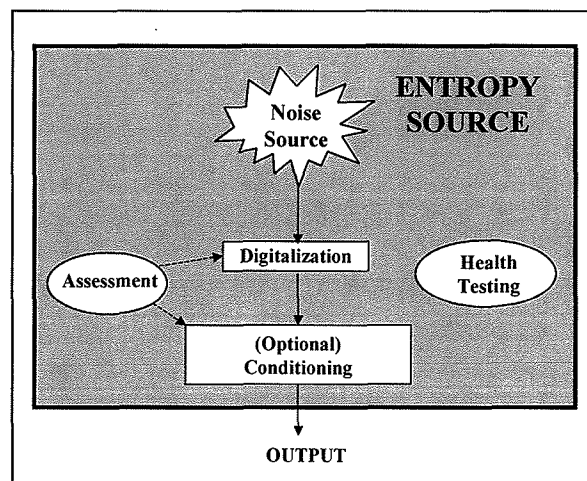 ENTROPY
SOURCE
Noise
Source
Digitalization
Assessment
Health
Testing
(Optional)
Conditioning
OUTPUT